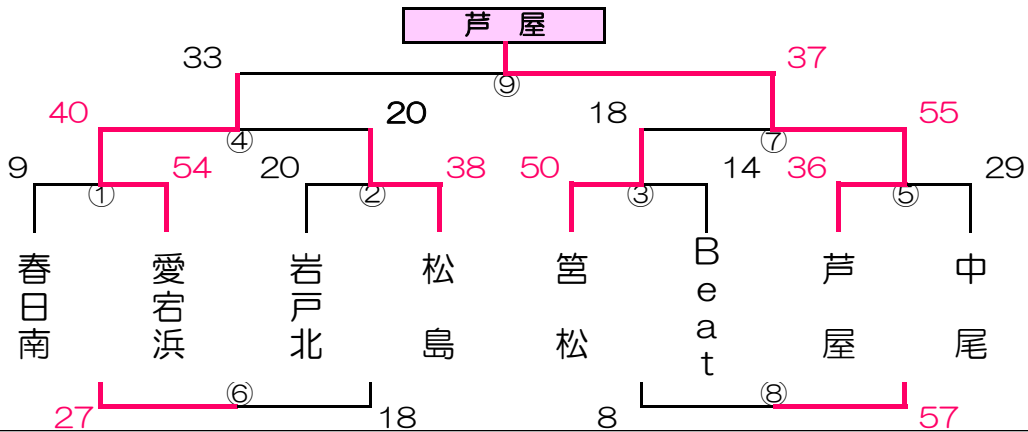 芦屋
33 37
⑨
40 20 18 55
④ ⑦
9 54 20 38 50 14 36 29
① ② ③ ⑤
春日南
愛宕浜
岩戸北
松島
筥松
Beat
芦屋
中尾
⑥ ⑧
27 18 8 57